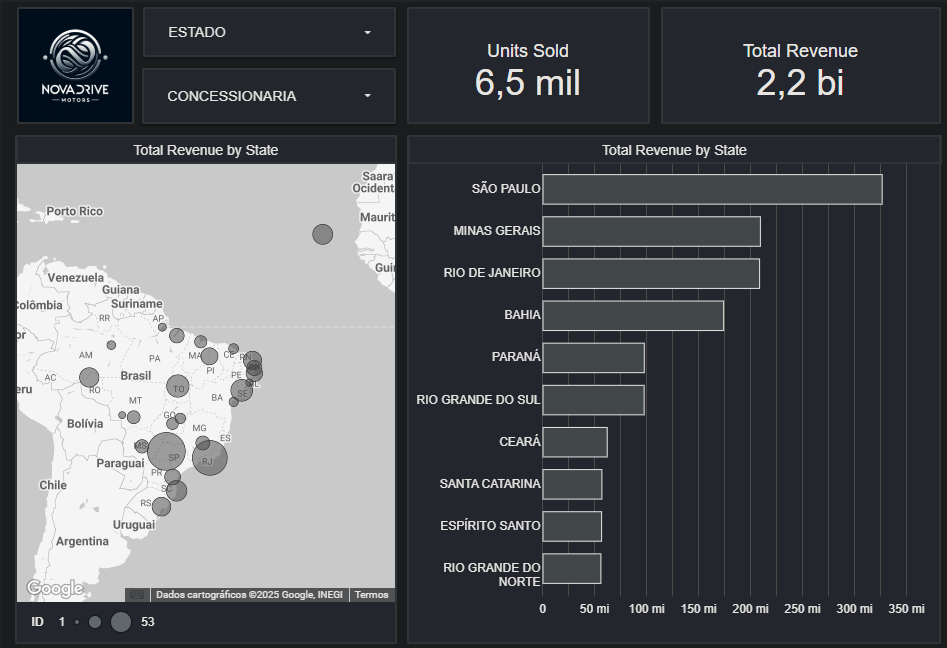 NOVADRIVE
MOTORS
ESTADO
CONCESSIONARIA
Units Sold
6,5 mil
Total Revenue
2,2 bi
Total Revenue by State
Saara
Ocident
Porto Rico
Maurit
Gui
Venezuela
Guiana
Suriname
Colômbia
RR
AP
or
AM
PA
MA
CE
RN
PI
AC
Brasil
PE
AL
eru
RO
TO
SE
MT
BA
Bolívia
GO
MG
ES
MS
SP
RJ
Paraguai
PR
Chile
SC
RS
Uruguai
Argentina
Google
Dados cartográficos ©2025 Google, INEGI
Termos
ID 1 53
Total Revenue by State
SÃO PAULO
MINAS GERAIS
RIO DE JANEIRO
BAHIA
PARANÁ
RIO GRANDE DO SUL
CEARÁ
SANTA CATARINA
ESPÍRITO SANTO
RIO GRANDE DO
NORTE
0 50 mi 100 mi 150 mi 200 mi 250 mi 300 mi 350 mi